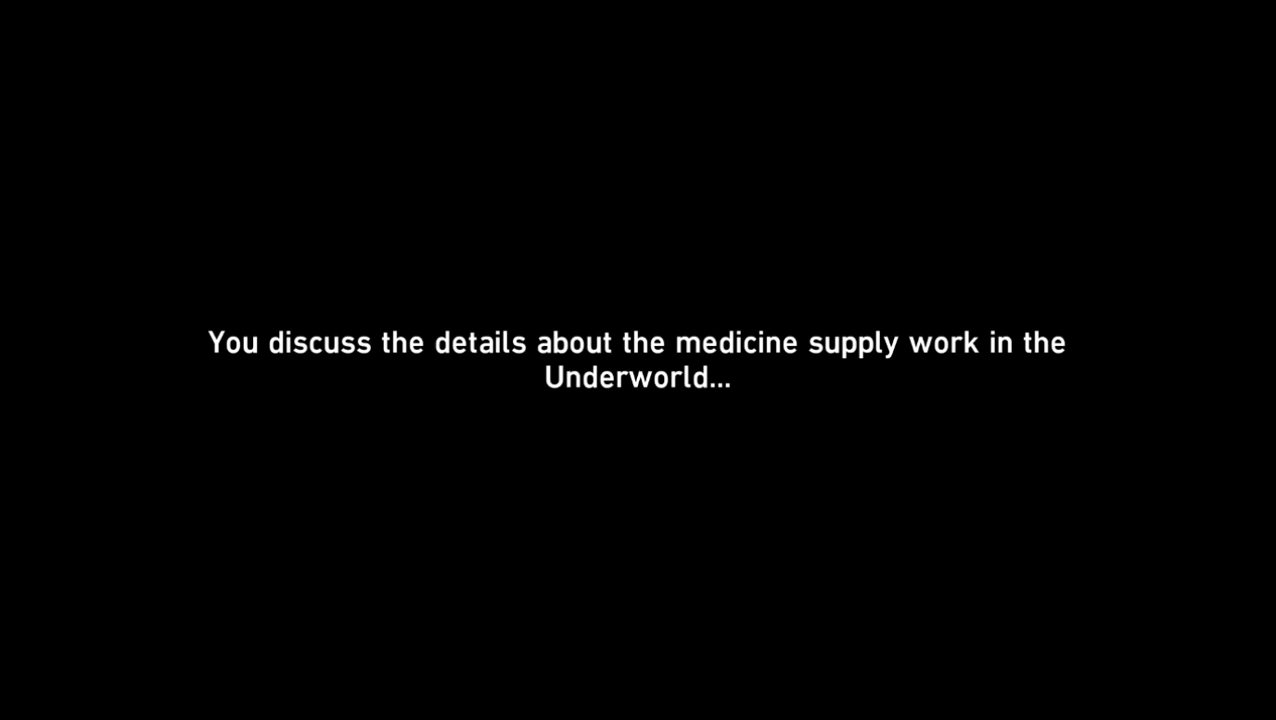 You discuss the details about the medicine supply work in the
Underworld...